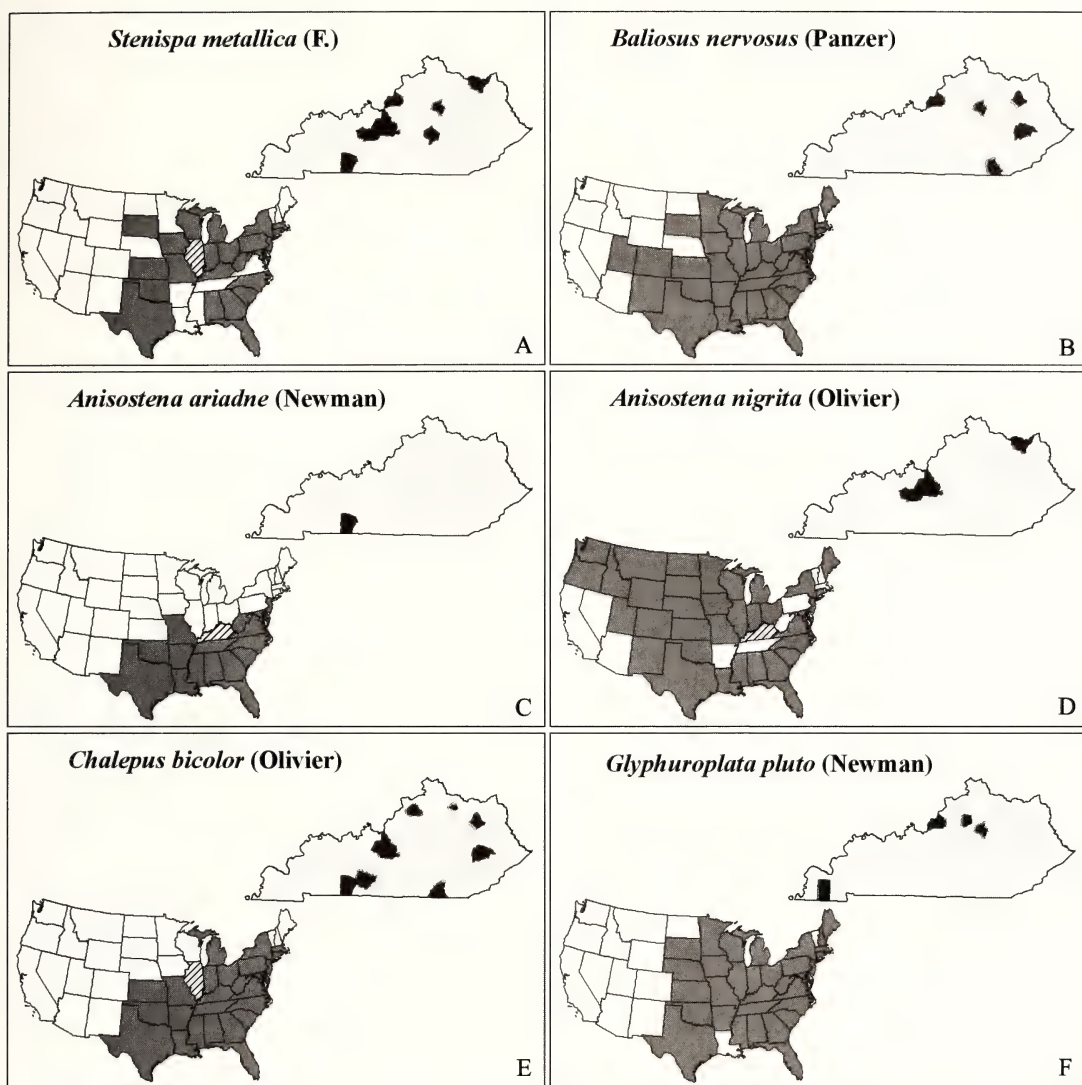 Stenispa metallica (F.)
A
Baliosus nervosus (Panzer)
B
Anisostena ariadne (Newman)
C
Anisostena nigrita (Olivier)
D
Chalepus bicolor (Olivier)
E
Glyphuroplata pluto (Newman)
F